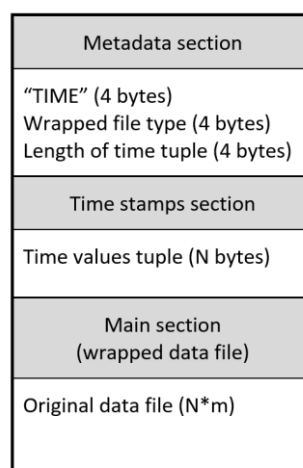 Metadata section
“TIME” (4 bytes)
Wrapped file type (4 bytes)
Length of time tuple (4 bytes)
Time stamps section
Time values tuple (N bytes)
Main section
(wrapped data file)
Original data file (N*m)